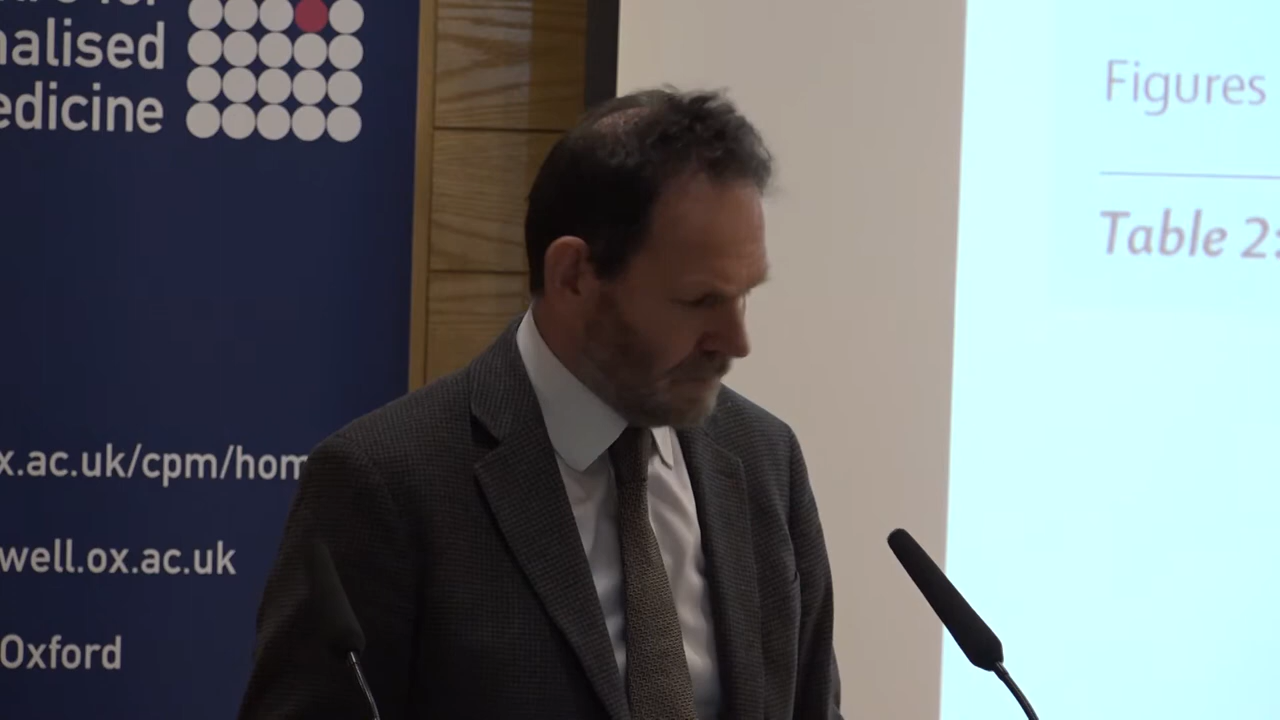 nalised
edicine
x.ac.uk/cpm/hom
well.ox.ac.uk
Oxford
Figures
Table 2: